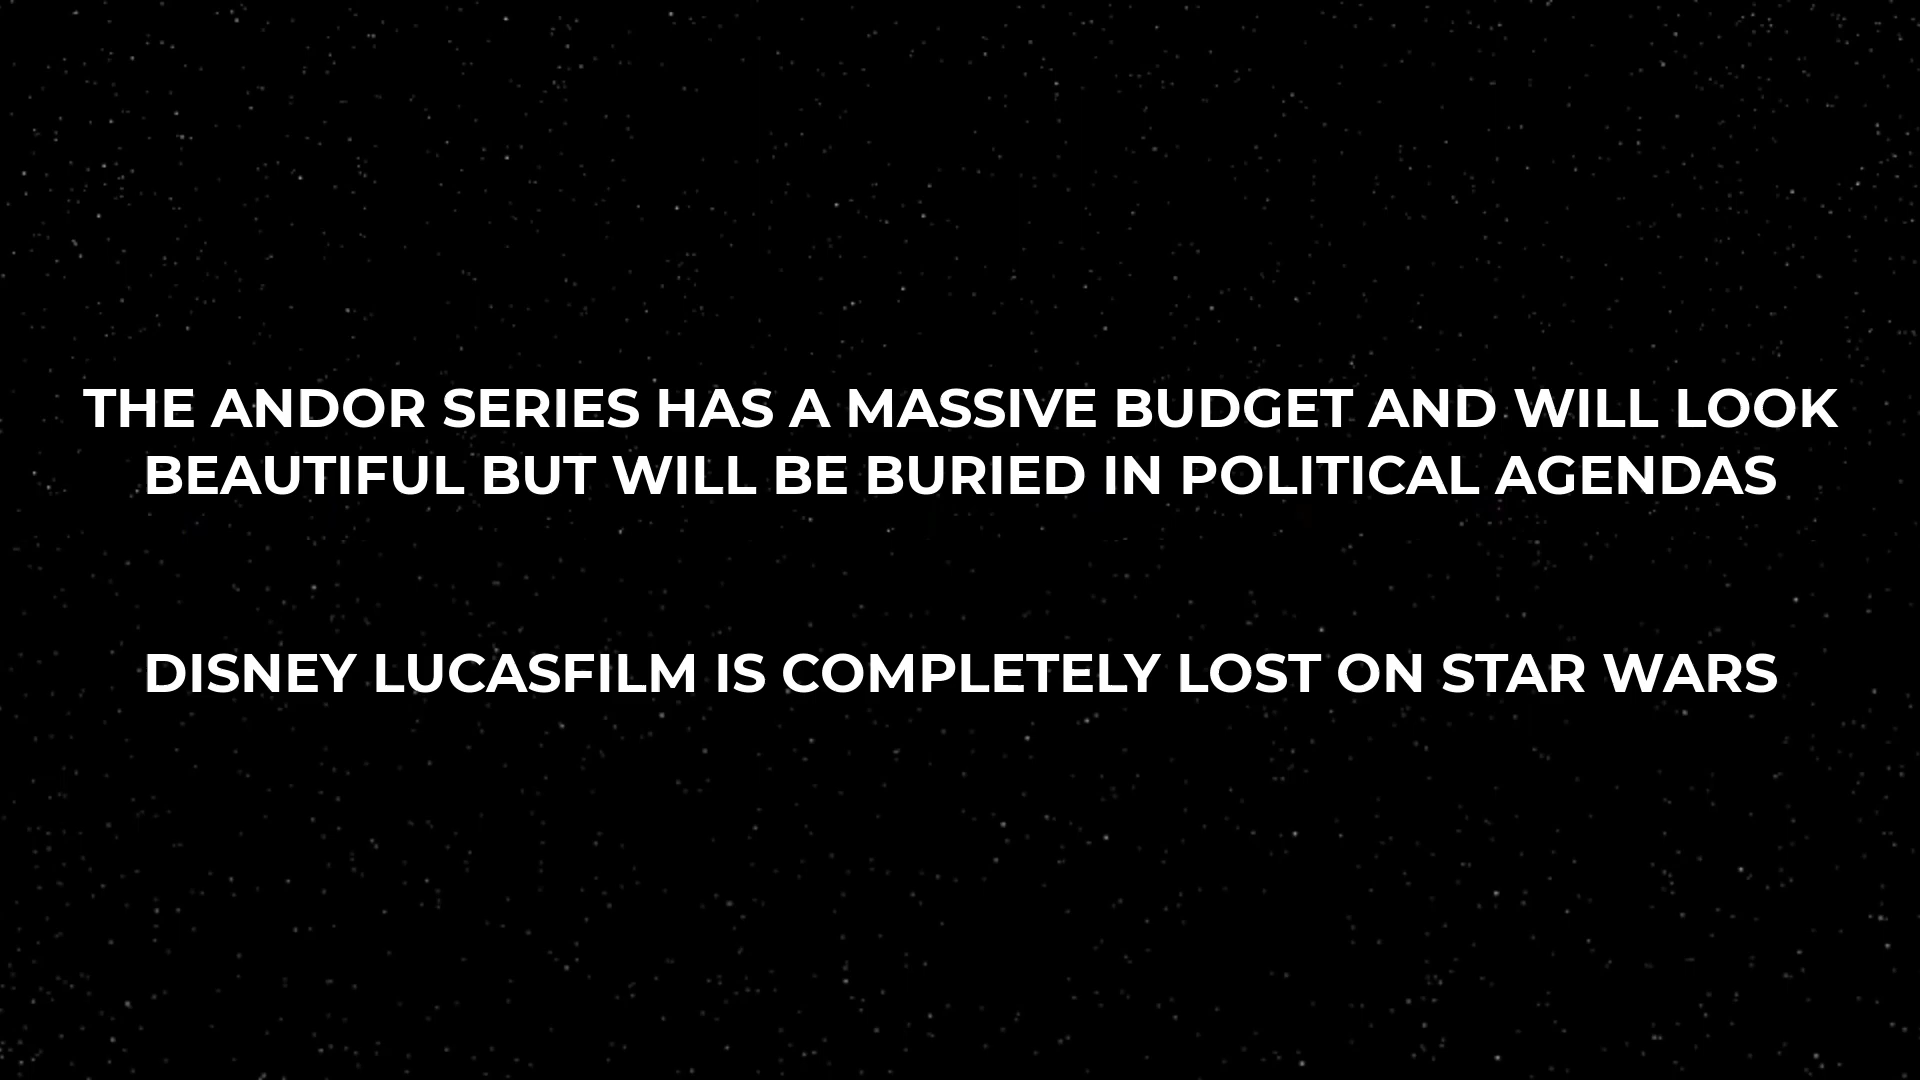 THE ANDOR SERIES HAS A MASSIVE BUDGET AND WILL LOOK
BEAUTIFUL BUT WILL BE BURIED IN POLITICAL AGENDAS
DISNEY LUCASFILM IS COMPLETELY LOST ON STAR WARS